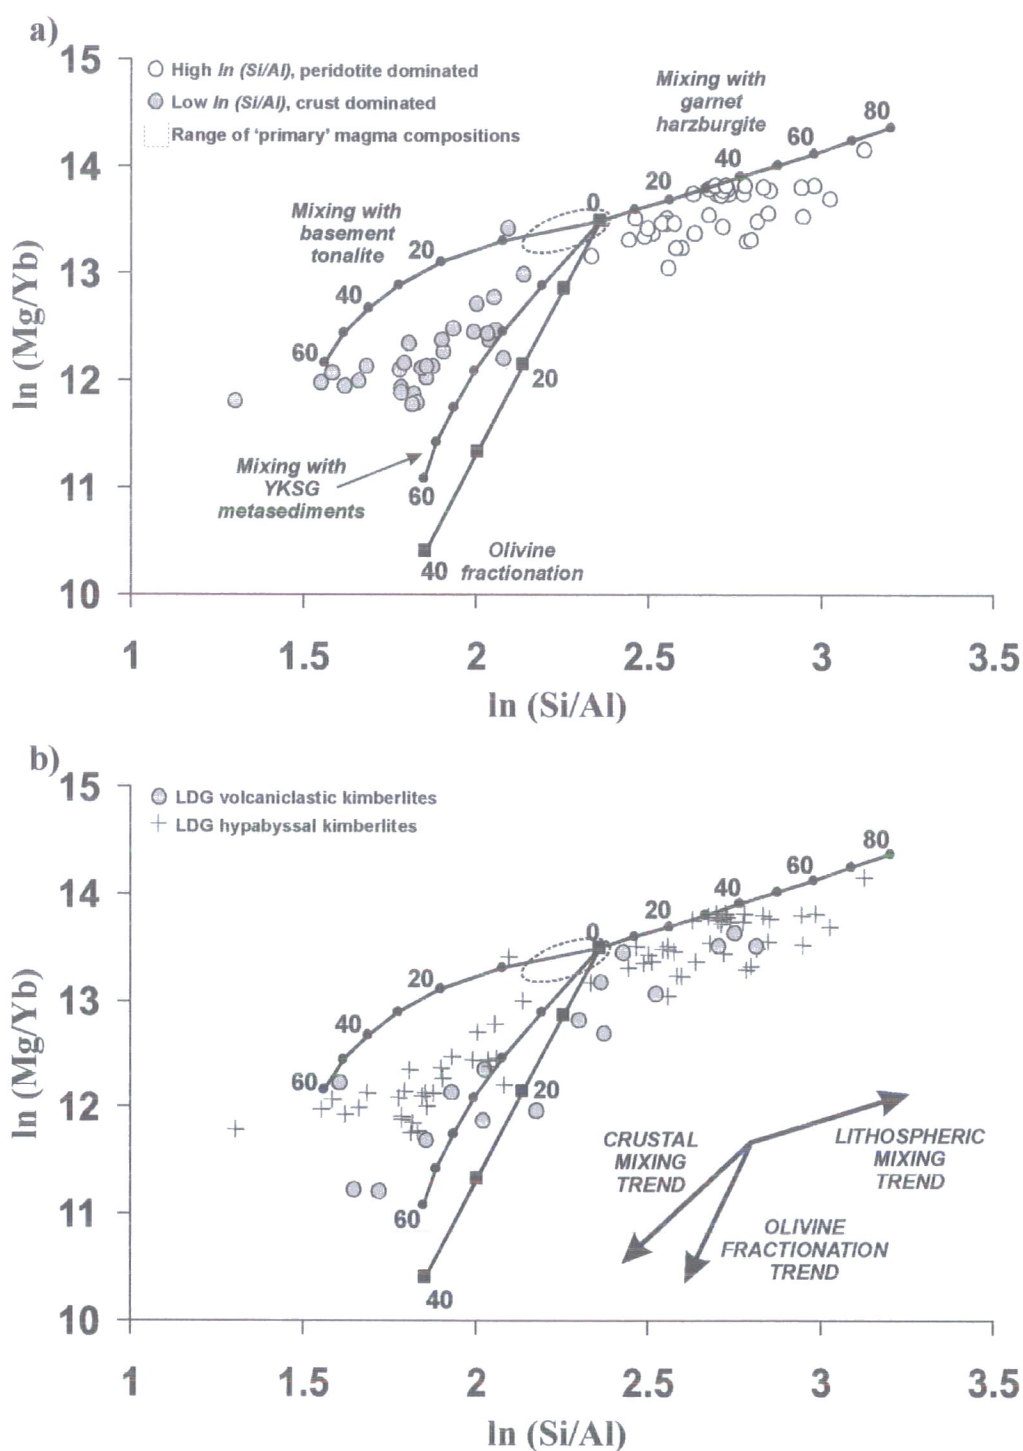 a)
15
High ln (Si/Al), peridotite dominated
Low ln (Si/Al), crust dominated
Range of 'primary' magma compositions
Mixing with
garnet
harzburgite
80
60
40
20
0
14
Mixing with
basement
tonalite
20
40
60
13
ln (Mg/Yb)
12
20
11
Mixing with
YKSG
metasediments
60
Olivine
fractionation
40
10
1
1.5
2
2.5
3
3.5
ln (Si/Al)
b)
15
LDG volcaniclastic kimberlites
LDG hypabyssal kimberlites
80
60
40
20
0
14
20
40
60
13
ln (Mg/Yb)
12
20
CRUSTAL
MIXING
TREND
LITHOSPHERIC
MIXING
TREND
11
60
OLIVINE
FRACTIONATION
TREND
40
10
1
1.5
2
2.5
3
3.5
ln (Si/Al)